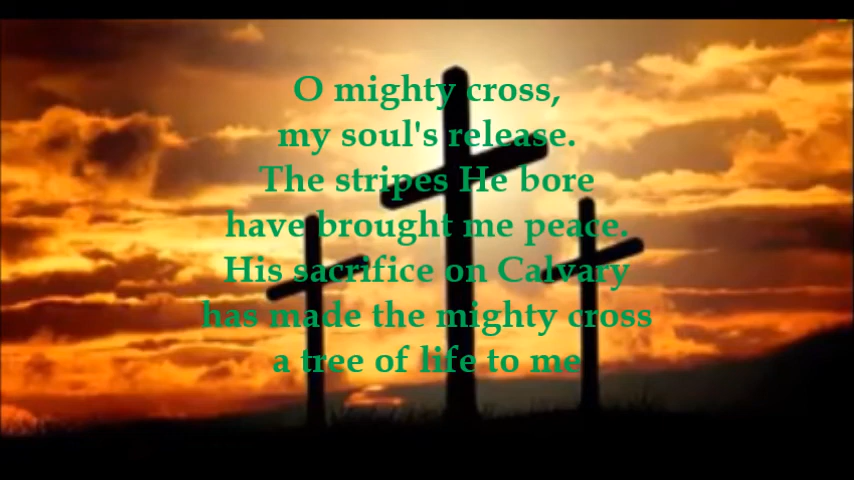 O mighty cross,
my soul's release.
The stripes He bore
have brought me peace.
His sacrifice on Calvary
has made the mighty cross
a tree of life to me